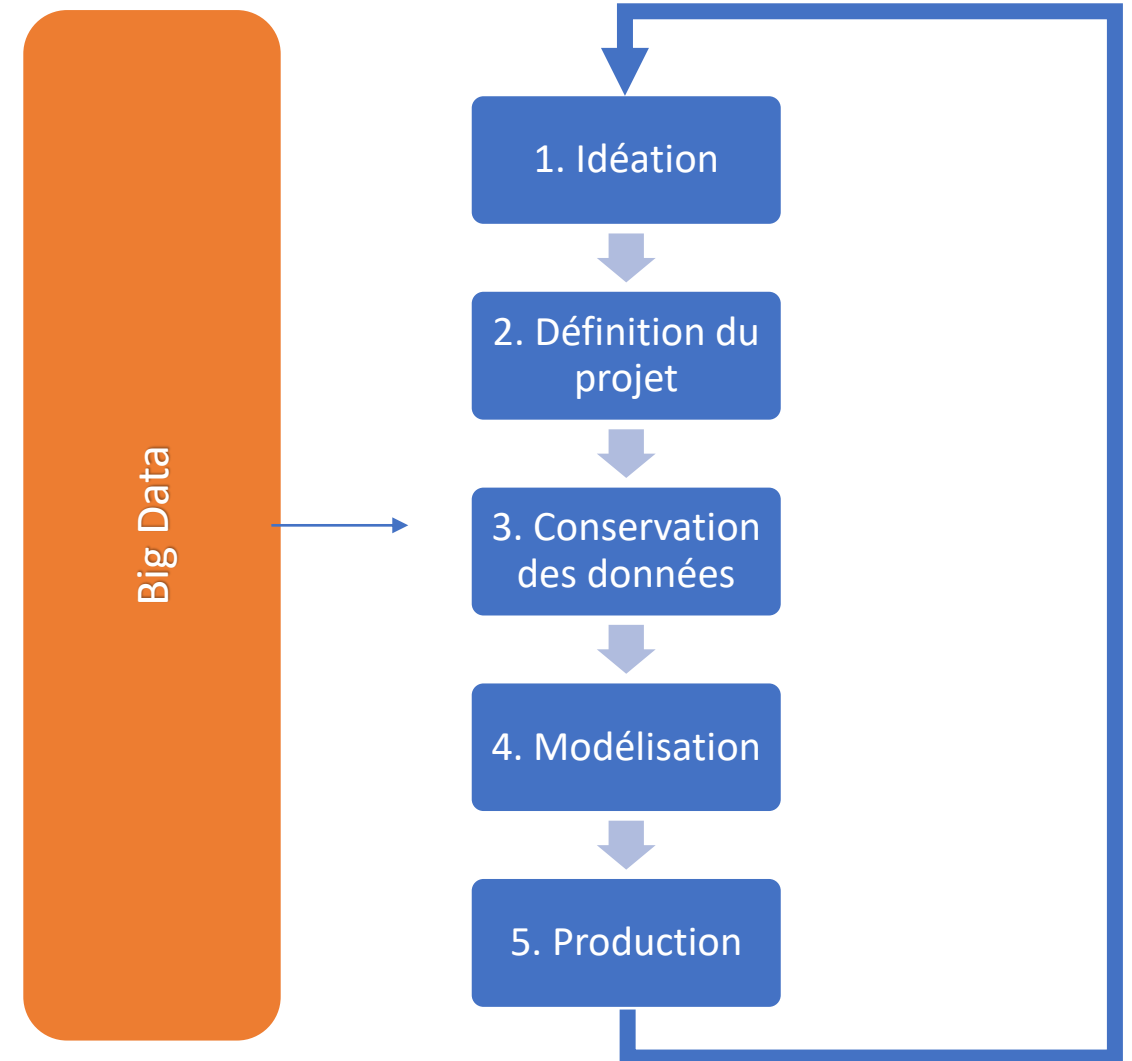 Big Data
1. Idéation
2. Définition du
projet
3. Conservation
des données
4. Modélisation
5. Production